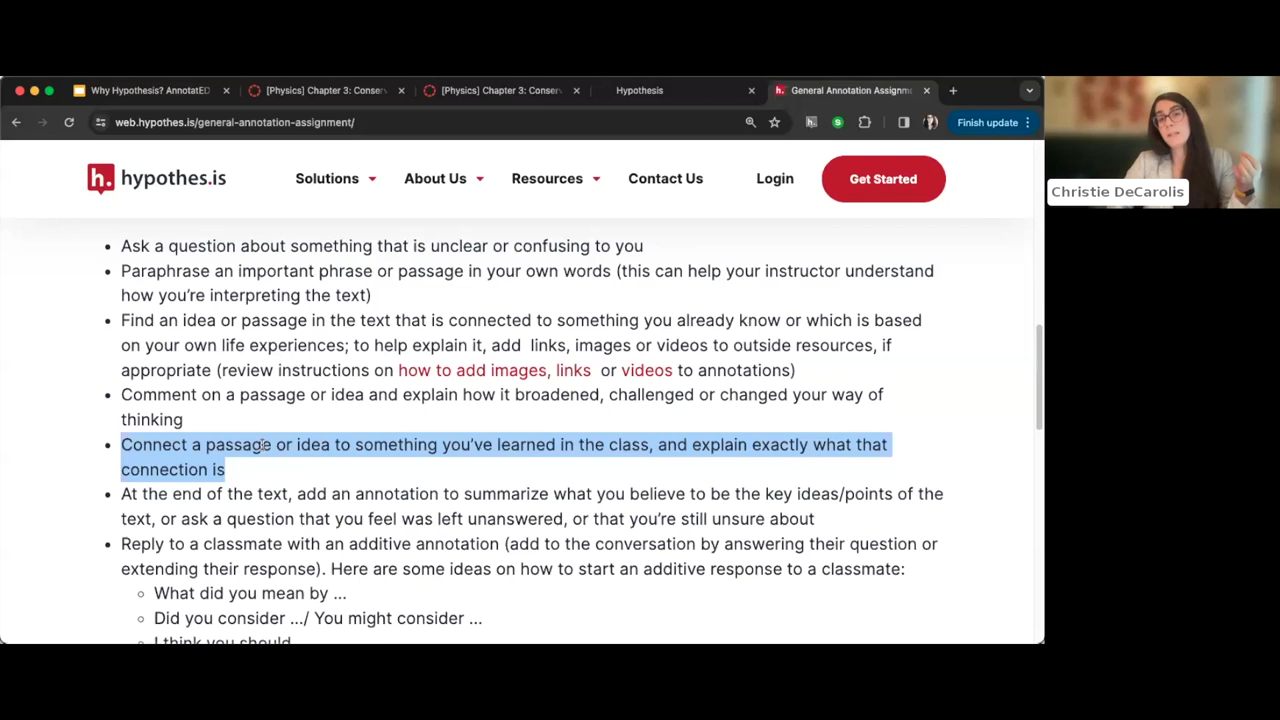 Why Hypothesis? AnnotatED
[Physics] Chapter 3: Conserv
[Physics] Chapter 3: Conserv
Hypothesis
General Annotation Assignm
web.hypothes.is/general-annotation-assignment/
Finish update
h. hypothes.is
Solutions
About Us
Resources
Contact Us
Login
Get Started
Christie DeCarolis
• Ask a question about something that is unclear or confusing to you
• Paraphrase an important phrase or passage in your own words (this can help your instructor understand
how you're interpreting the text)
• Find an idea or passage in the text that is connected to something you already know or which is based
on your own life experiences; to help explain it, add links, images or videos to outside resources, if
appropriate (review instructions on how to add images, links or videos to annotations)
• Comment on a passage or idea and explain how it broadened, challenged or changed your way of
thinking
• Connect a passage or idea to something you've learned in the class, and explain exactly what that
connection is
• At the end of the text, add an annotation to summarize what you believe to be the key ideas/points of the
text, or ask a question that you feel was left unanswered, or that you're still unsure about
• Reply to a classmate with an additive annotation (add to the conversation by answering their question or
extending their response). Here are some ideas on how to start an additive response to a classmate:
◦ What did you mean by ...
◦ Did you consider .../ You might consider ...
◦ I think you should